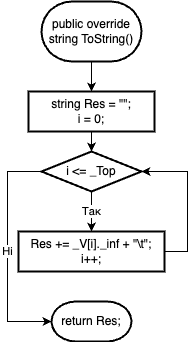 public override
string ToString()
string Res = "";
i = 0;
i <= _Top
Так
Ні
Res += _V[i]._inf + "\t";
i++;
return Res;